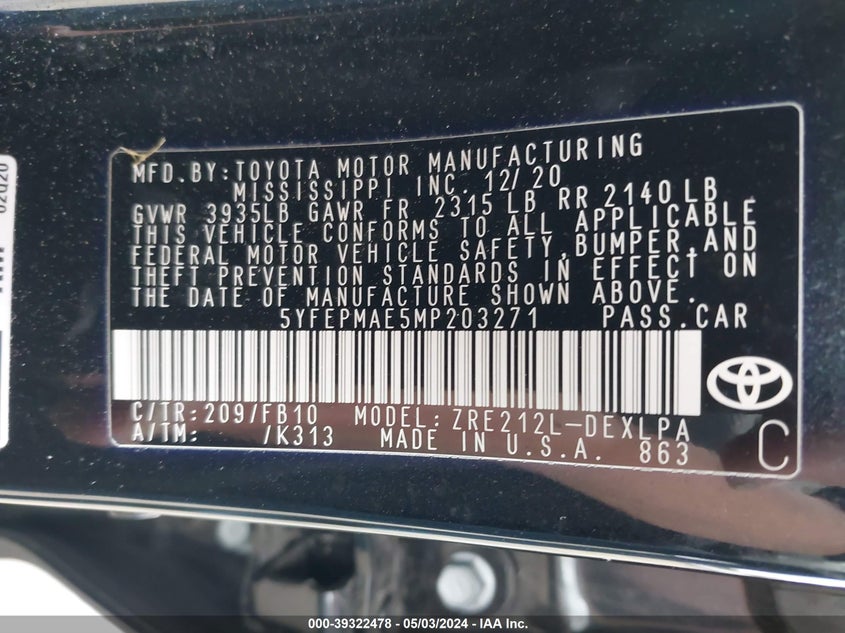 MFD.BY:TOYOTA MOTOR MANUFACTURING
MISSISSIPPI INC. 12/20
GVWR 3935LB GAWR FR 2315 LB RR 2140 LB
THIS VEHICLE CONFORMS TO ALL APPLICABLE
FEDERAL MOTOR VEHICLE SAFETY,BUMPER,AND
THEFT PREVENTION STANDARDS IN EFFECT ON
THE DATE OF MANUFACTURE SHOWN ABOVE.
5YFEPMAE5MP203271 PASS.CAR
C/TR:209/FB10 MODEL:ZRE212L-DEXLPA
A/TM: /K313 MADE IN U.S.A. 863
C
02Q20
000-39322478 - 05/03/2024 - IAA Inc.